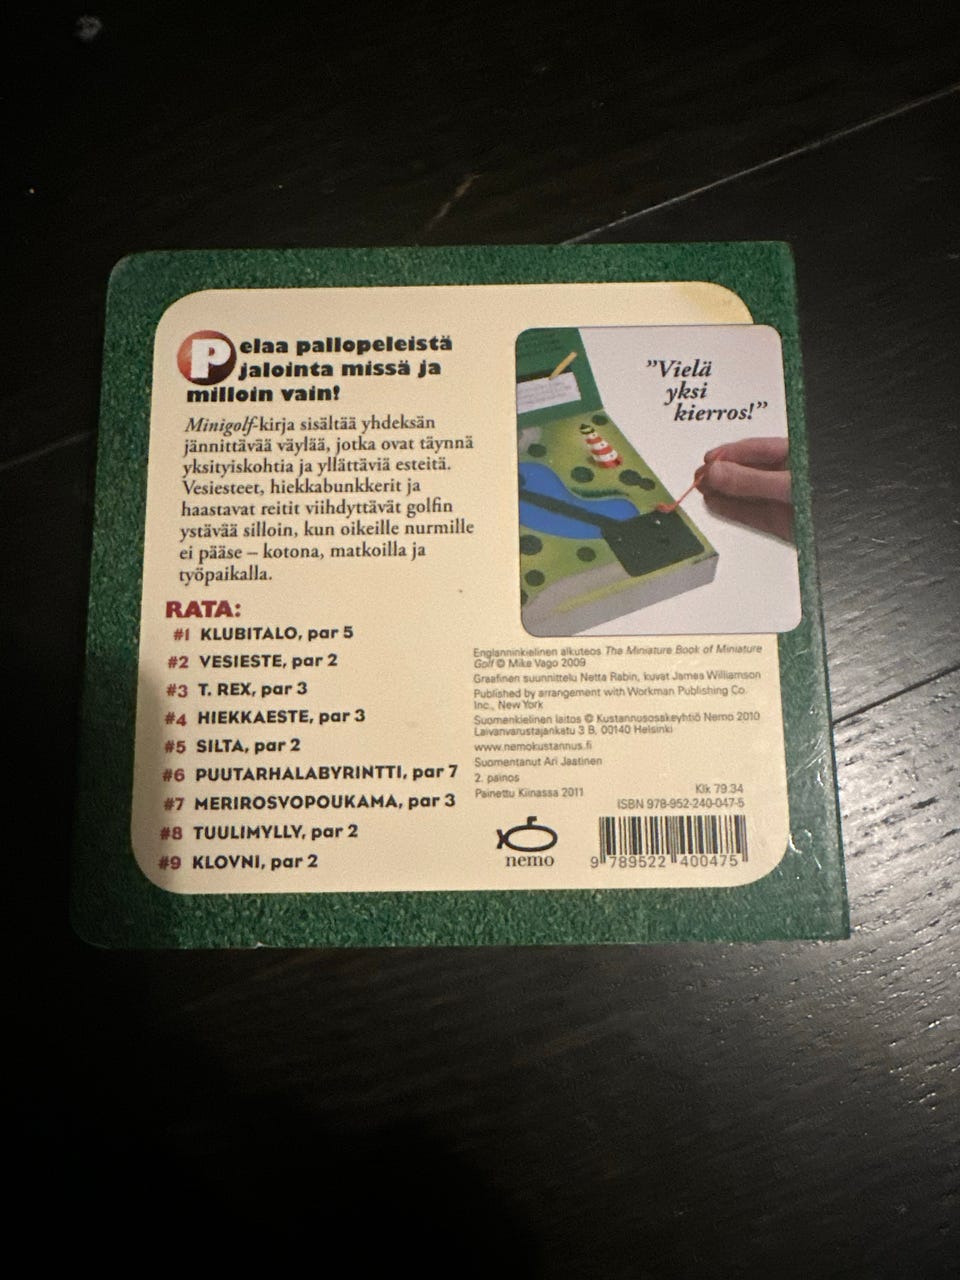 Pelaa pallopeleistä
jalointa missä ja
milloin vain!
Minigolf-kirja sisältää yhdeksän
jännittävää väylää, jotka ovat täynnä
yksityiskohtia ja yllättäviä esteitä.
Vesiesteet, hiekkabunkkerit ja
haastavat reitit viihdyttävät golfin
ystävää silloin, kun oikeille nurmille
ei pääse – kotona, matkoilla ja
työpaikalla.
RATA:
#1 KLUBITALO, par 5
#2 VESIESTE, par 2
#3 T. REX, par 3
#4 HIEKKAESTE, par 3
#5 SILTA, par 2
#6 PUUTARHALABYRINTTI, par 7
#7 MERIROSVOPOUKAMA, par 3
#8 TUULIMYLLY, par 2
#9 KLOVNI, par 2
"Vielä
yksi
kierros!"
Englanninkielinen alkuteos The Miniature Book of Miniature
Golf © Mike Vago 2009
Graafinen suunnittelu Netta Rabin, kuvat James Williamson
Published by arrangement with Workman Publishing Co.
Inc., New York
Suomenkielinen laitos © Kustannusosakeyhtiö Nemo 2010
Laivanvarustajankatu 3 B, 00140 Helsinki
www.nemokustannus.fi
Suomentanut Ari Jaatinen
2. painos
Painettu Kiinassa 2011
Klk 79.34
ISBN 978-952-240-047-5
nemo
9 789522 400475